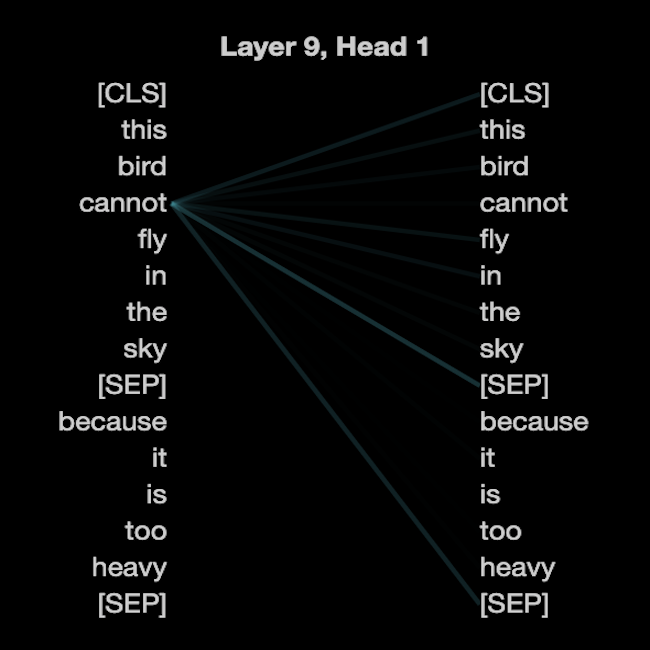 Layer 9, Head 1
[CLS] [CLS]
this this
bird bird
cannot cannot
fly fly
in in
the the
sky sky
[SEP] [SEP]
because because
it it
is is
too too
heavy heavy
[SEP] [SEP]